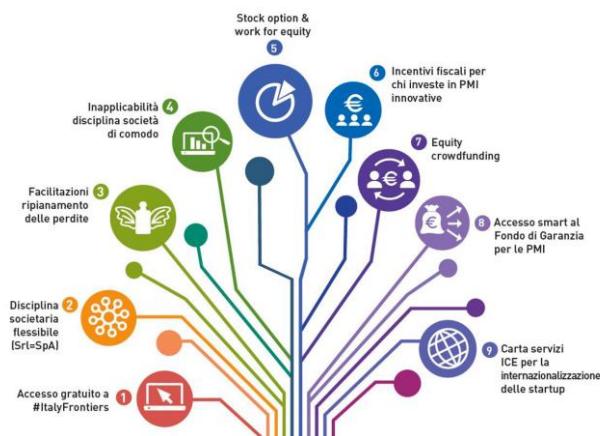 Stock option &
work for equity
5
6
Incentivi fiscali per
chi investe in PMI
innovative
Inapplicabilità
disciplina società
di comodo
4
7
Equity
crowdfunding
Facilitazioni
ripianamento
delle perdite
3
8
Accesso smart al
Fondo di Garanzia
per le PMI
Disciplina
societaria
flessibile
(Srl=SpA)
2
9
Carta servizi
ICE per la
internazionalizzazione
delle startup
Accesso gratuito a
#ItalyFrontiers
1
€
€
€